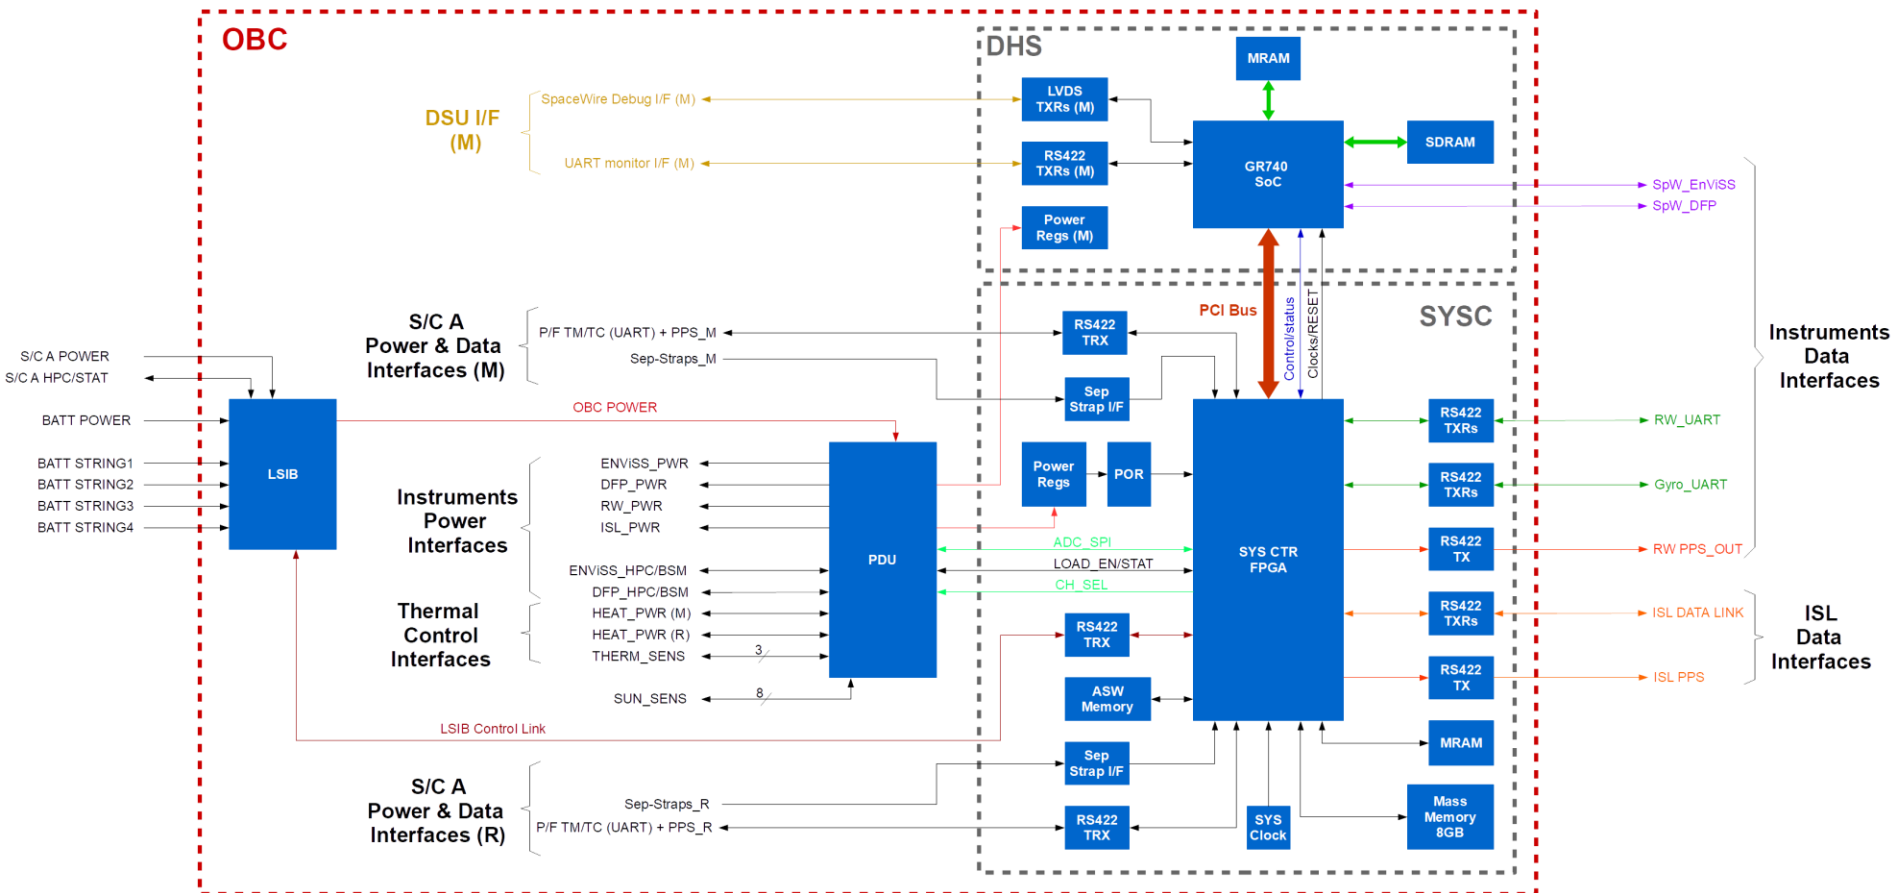 OBC
DHS
MRAM
SpaceWire Debug I/F (M)
LVDS
TXRs (M)
DSU I/F
(M)
UART monitor I/F (M)
RS422
TXRs (M)
GR740
SoC
SDRAM
SpW_EnViSS
SpW_DFP
Power
Regs (M)
PCI Bus
Control/status
Clocks/RESET
SYSC
S/C A
Power & Data
Interfaces (M)
P/F TM/TC (UART) + PPS_M
Sep-Straps_M
RS422
TRX
Sep
Strap I/F
Instruments
Data
Interfaces
S/C A POWER
S/C A HPC/STAT
BATT POWER
BATT STRING1
BATT STRING2
BATT STRING3
BATT STRING4
LSIB
OBC POWER
Instruments
Power
Interfaces
ENViSS_PWR
DFP_PWR
RW_PWR
ISL_PWR
ENViSS_HPC/BSM
DFP_HPC/BSM
Thermal
Control
Interfaces
HEAT_PWR (M)
HEAT_PWR (R)
THERM_SENS
3
SUN_SENS
8
PDU
Power
Regs
POR
ADC_SPI
LOAD_EN/STAT
CH_SEL
SYS CTR
FPGA
RS422
TXRs
RW_UART
RS422
TXRs
Gyro_UART
RS422
TX
RW PPS_OUT
RS422
TXRs
ISL DATA LINK
RS422
TX
ISL PPS
ISL
Data
Interfaces
RS422
TRX
ASW
Memory
LSIB Control Link
Sep
Strap I/F
MRAM
S/C A
Power & Data
Interfaces (R)
Sep-Straps_R
P/F TM/TC (UART) + PPS_R
RS422
TRX
SYS
Clock
Mass
Memory
8GB